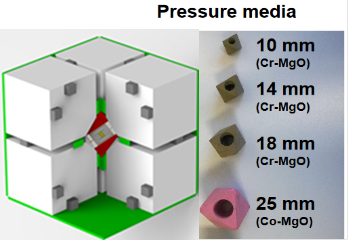 Pressure media
10 mm
(Cr-MgO)
14 mm
(Cr-MgO)
18 mm
(Cr-MgO)
25 mm
(Co-MgO)